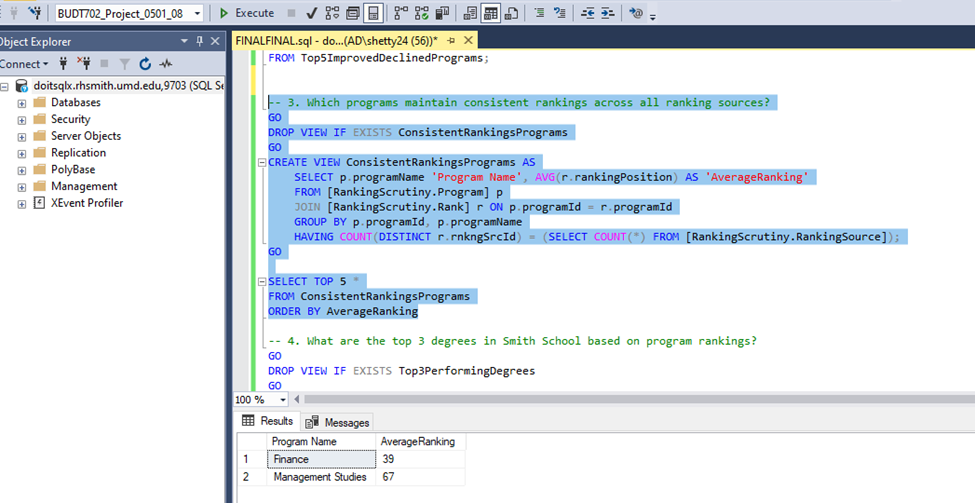 BUDT702_Project_0501_08
Execute
Object Explorer
FINALFINAL.sql - do...(AD\shetty24 (56))*
Connect
doitsqlx.rhsmith.umd.edu,9703 (SQL Se
Databases
Security
Server Objects
Replication
PolyBase
Management
XEvent Profiler
FROM Top5ImprovedDeclinedPrograms;
-- 3. Which programs maintain consistent rankings across all ranking sources?
GO
DROP VIEW IF EXISTS ConsistentRankingsPrograms
GO
CREATE VIEW ConsistentRankingsPrograms AS
SELECT p.programName 'Program Name', AVG(r.rankingPosition) AS 'AverageRanking'
FROM [RankingScrutiny.Program] p
JOIN [RankingScrutiny.Rank] r ON p.programId = r.programId
GROUP BY p.programId, p.programName
HAVING COUNT(DISTINCT r.rnkngSrcId) = (SELECT COUNT(*) FROM [RankingScrutiny.RankingSource]);
GO
SELECT TOP 5 *
FROM ConsistentRankingsPrograms
ORDER BY AverageRanking
-- 4. What are the top 3 degrees in Smith School based on program rankings?
GO
DROP VIEW IF EXISTS Top3PerformingDegrees
GO
100 %
Results Messages
Program Name AverageRanking
1 Finance 39
2 Management Studies 67